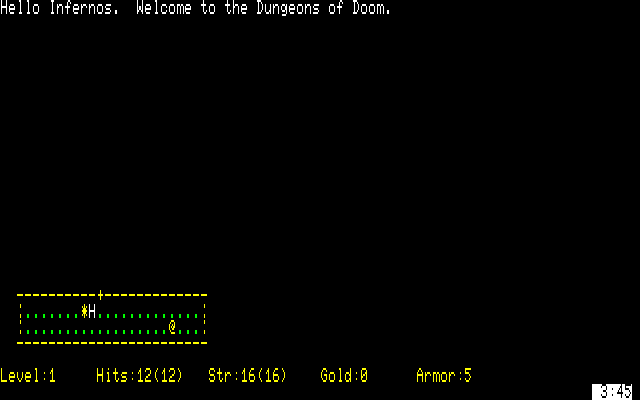 Hello Infernos.  Welcome to the Dungeons of Doom.
----------+-------------
¦.......*H.............¦
¦..................@...¦
------------------------
Level:1     Hits:12(12)   Str:16(16)    Gold:0      Armor:5
3:45